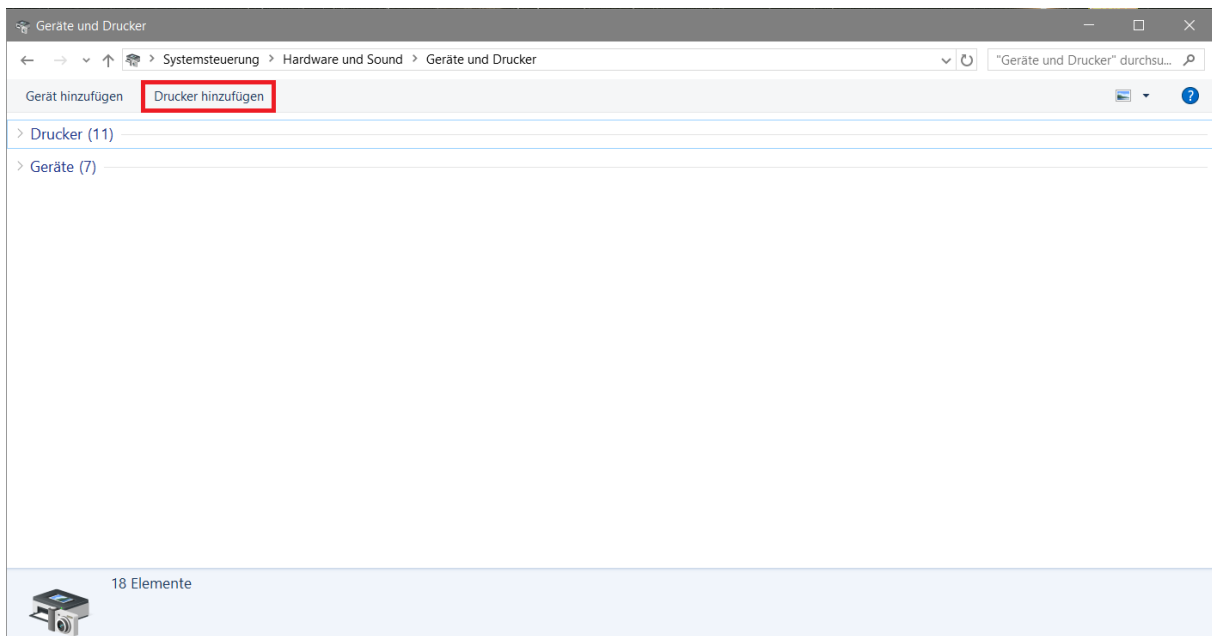 Geräte und Drucker
Systemsteuerung > Hardware und Sound > Geräte und Drucker
"Geräte und Drucker" durchsu...
Gerät hinzufügen
Drucker hinzufügen
Drucker (11)
Geräte (7)
18 Elemente